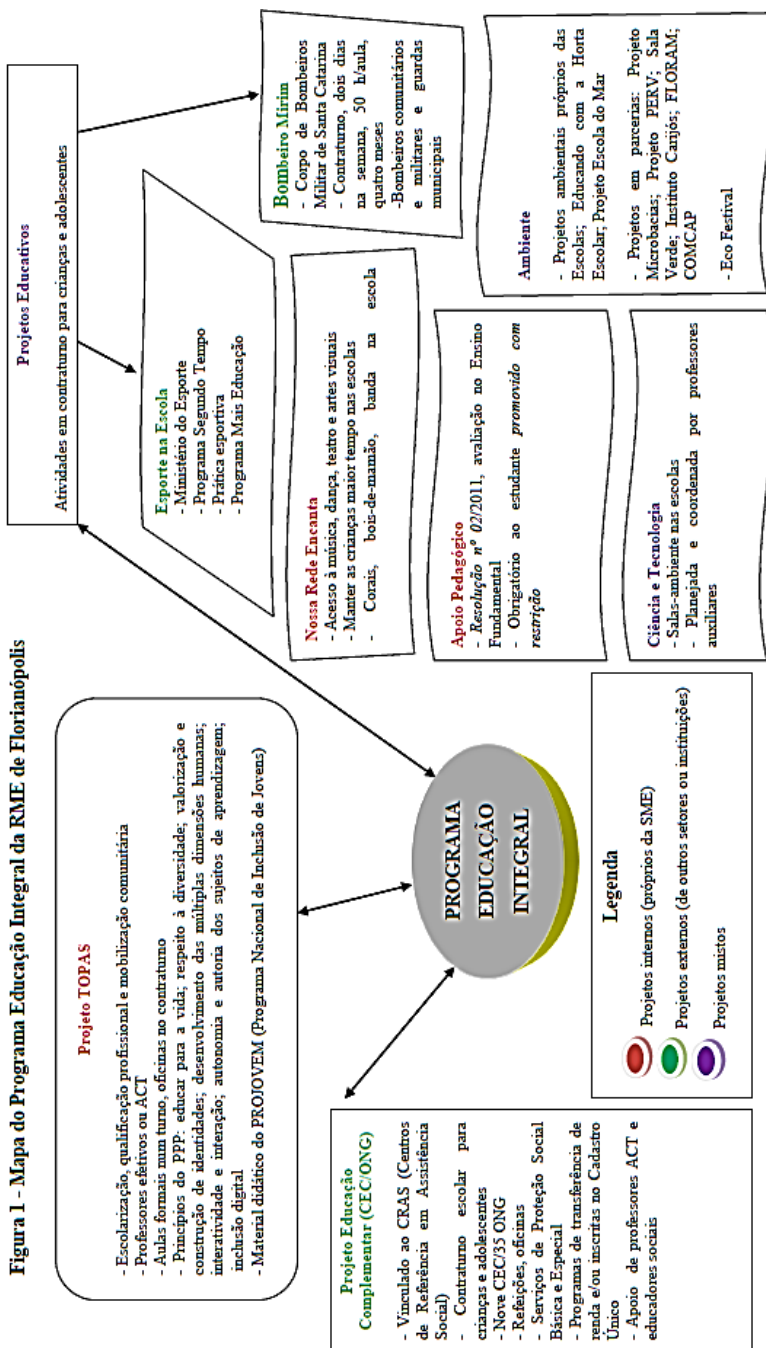 Figura 1 - Mapa do Programa Educação Integral da RME de Florianópolis
Projeto TOPAS
- Escolarização, qualificação profissional e mobilização comunitária
- Professores efetivos ou ACT
- Aulas formais num turno, oficinas no contraturno
- Princípios do PPP: educar para a vida; respeito à diversidade; valorização e
construção de identidades; desenvolvimento das múltiplas dimensões humanas;
interatividade e interação; autonomia e autoria dos sujeitos de aprendizagem;
inclusão digital
- Material didático do PROJOVEM (Programa Nacional de Inclusão de Jovens)
Projetos Educativos
Atividades em contraturno para crianças e adolescentes
Projeto Educação
Complementar (CEC/ONG)
- Vinculado ao CRAS (Centros
de Referência em Assistência
Social)
- Contraturno escolar para
crianças e adolescentes
- Nove CEC/35 ONG
- Refeições, oficinas
- Serviços de Proteção Social
Básica e Especial
- Programas de transferência de
renda e/ou inscritas no Cadastro
Único
- Apoio de professores ACT e
educadores sociais
PROGRAMA
EDUCAÇÃO
INTEGRAL
Esporte na Escola
- Ministério do Esporte
- Programa Segundo Tempo
- Prática esportiva
- Programa Mais Educação
Bombeiro Mirim
- Corpo de Bombeiros
Militar de Santa Catarina
- Contraturno, dois dias
na semana, 50 h/aula,
quatro meses
-Bombeiros comunitários
e militares e guardas
municipais
Nossa Rede Encanta
- Acesso à música, dança, teatro e artes visuais
- Manter as crianças maior tempo nas escolas
- Corais, bois-de-mamão, banda na escola
Apoio Pedagógico
- Resolução nº 02/2011, avaliação no Ensino
Fundamental
- Obrigatório ao estudante promovido com
restrição
Ambiente
- Projetos ambientais próprios das
Escolas; Educando com a Horta
Escolar; Projeto Escola do Mar
- Projetos em parcerias: Projeto
Microbacias; Projeto PERV; Sala
Verde; Instituto Carijós; FLORAM;
COMCAP
- Eco Festival
Ciência e Tecnologia
- Salas-ambiente nas escolas
- Planejada e coordenada por professores
auxiliares
Legenda
Projetos internos (próprios da SME)
Projetos externos (de outros setores ou instituições)
Projetos mistos